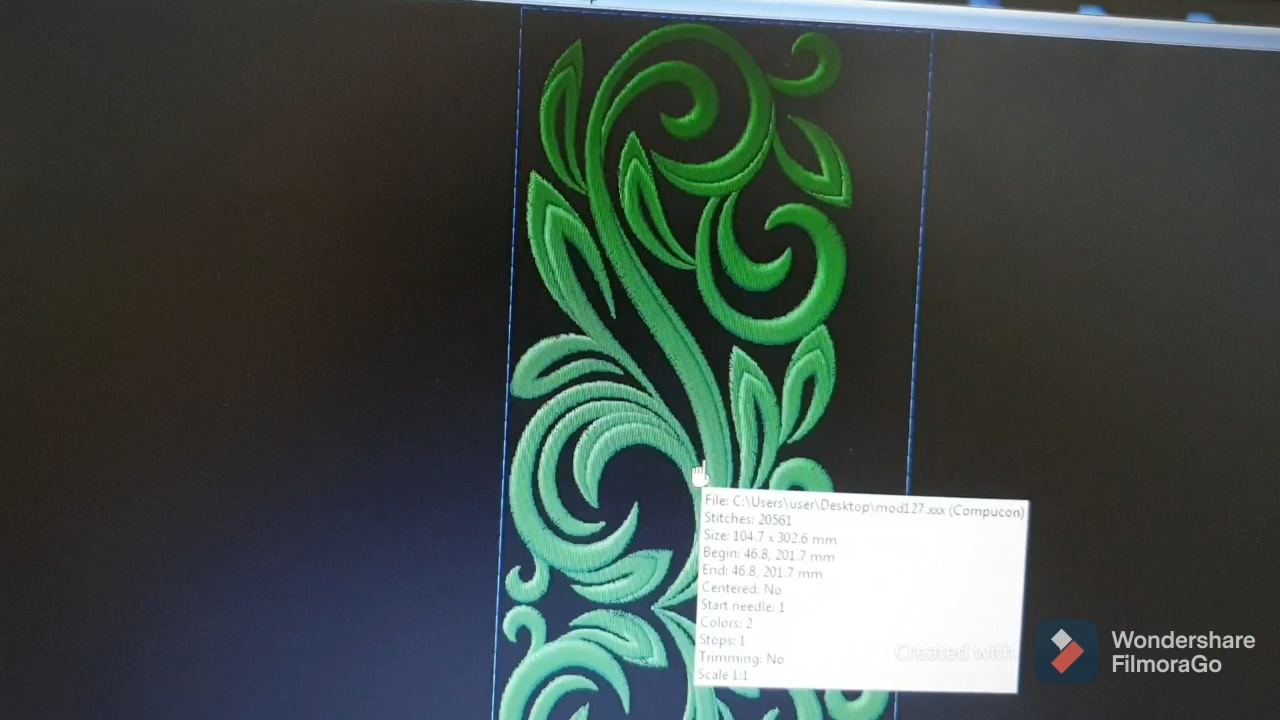 File: C:\Users\user\Desktop\mod127.xxx (Compucon)
Stitches: 20561
Size: 104.7 x 302.6 mm
Begin: 46.8, 201.7 mm
End: 46.8, 201.7 mm
Centered: No
Start needle: 1
Colors: 2
Stops: 1
Trimming: No
Scale 1:1
Created with
Wondershare
FilmoraGo